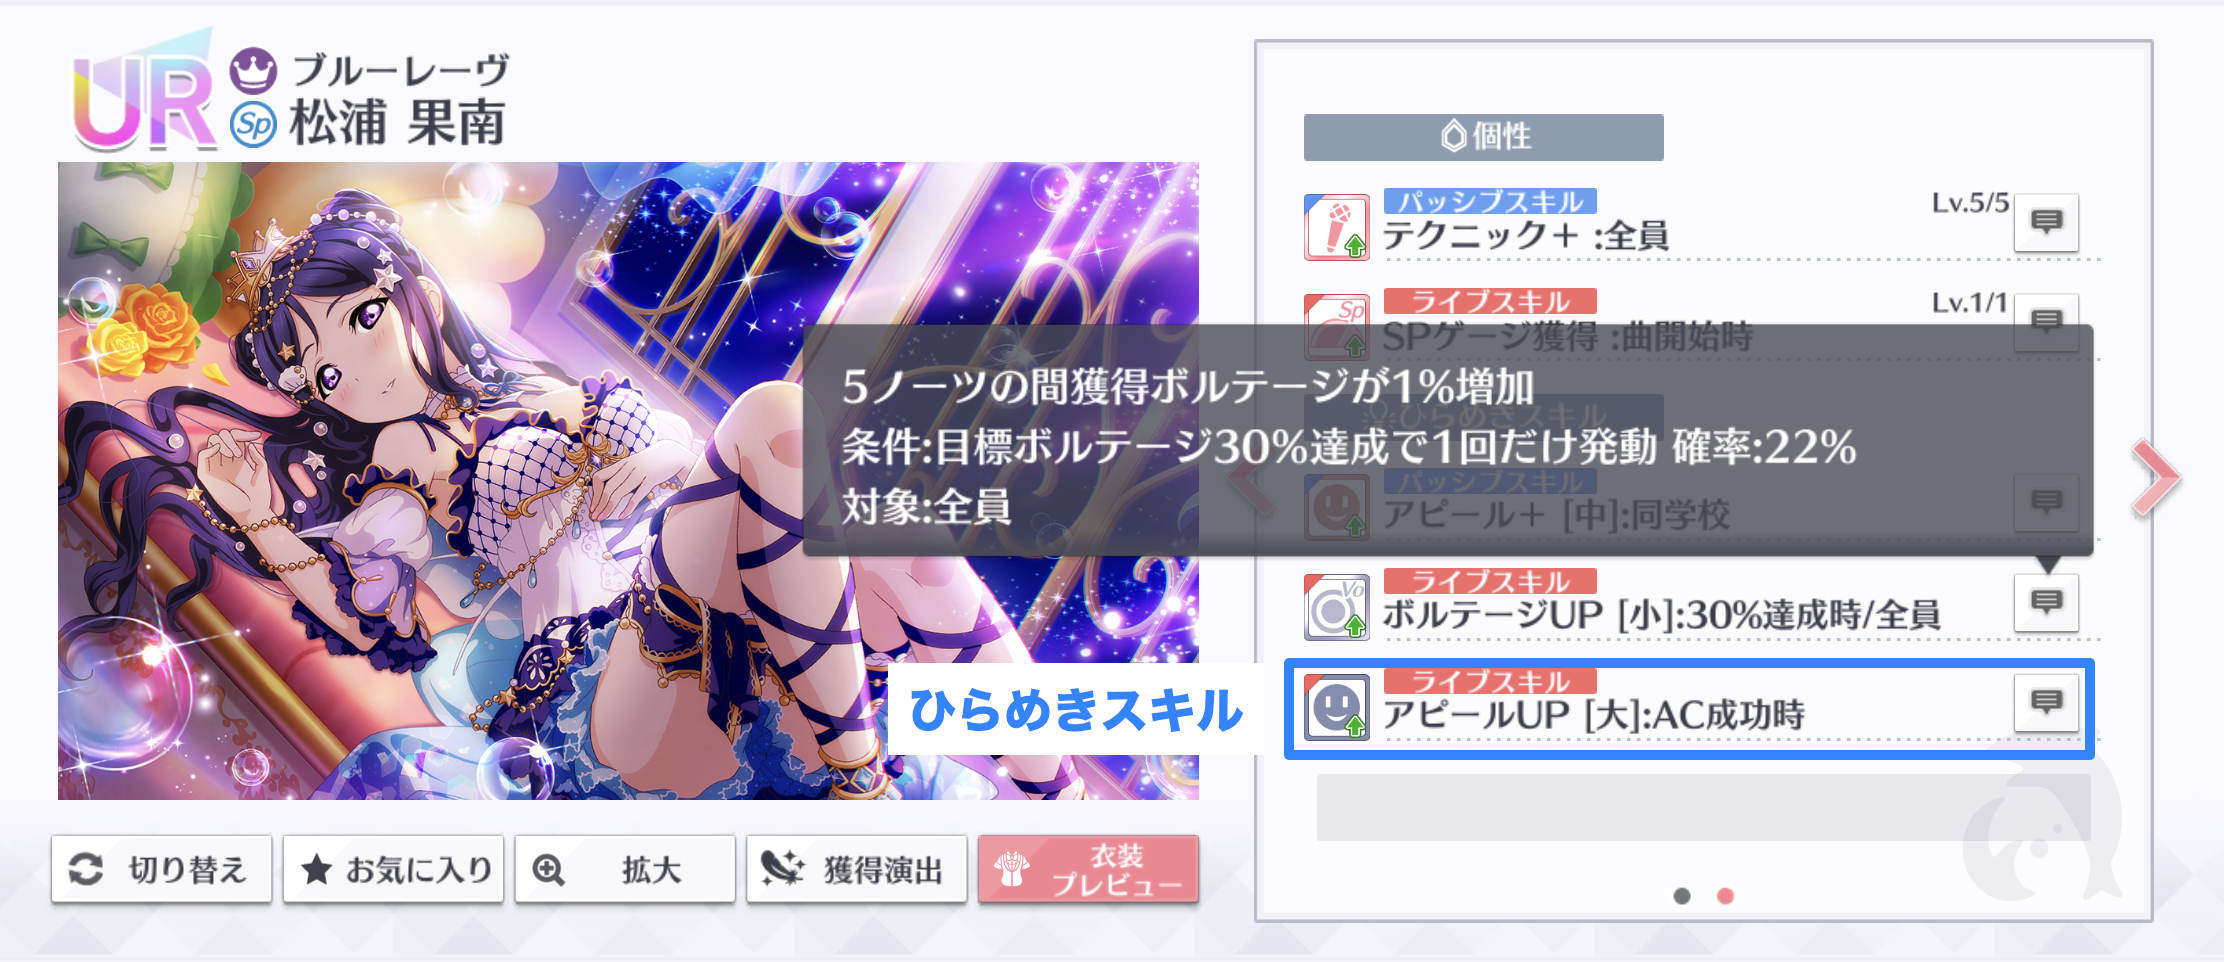 UR
ブルーレーヴ
Sp
松浦 果南
個性
パッシブスキル
テクニック＋ :全員
Lv.5/5
ライブスキル
SPゲージ獲得 :曲開始時
Lv.1/1
Sp
5ノーツの間獲得ボルテージが1%増加
条件:目標ボルテージ30%達成で1回だけ発動 確率:22%
対象:全員
ひらめきスキル
パッシブスキル
アピール＋ [中]:同学校
ライブスキル
Vo
ボルテージUP [小]:30%達成時/全員
ひらめきスキル
ライブスキル
アピールUP [大]:AC成功時
切り替え
お気に入り
拡大
獲得演出
衣装
プレビュー